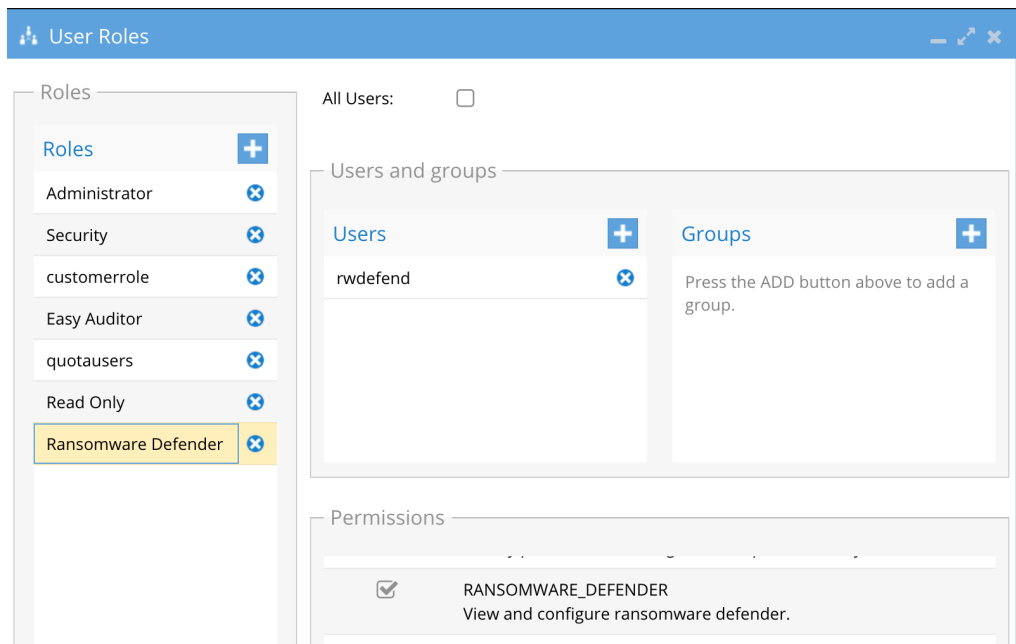 User Roles
Roles
Roles
Administrator
Security
customerrole
Easy Auditor
quotausers
Read Only
Ransomware Defender
All Users:
Users and groups
Users
rwdefend
Groups
Press the ADD button above to add a
group.
Permissions
RANSOMWARE_DEFENDER
View and configure ransomware defender.